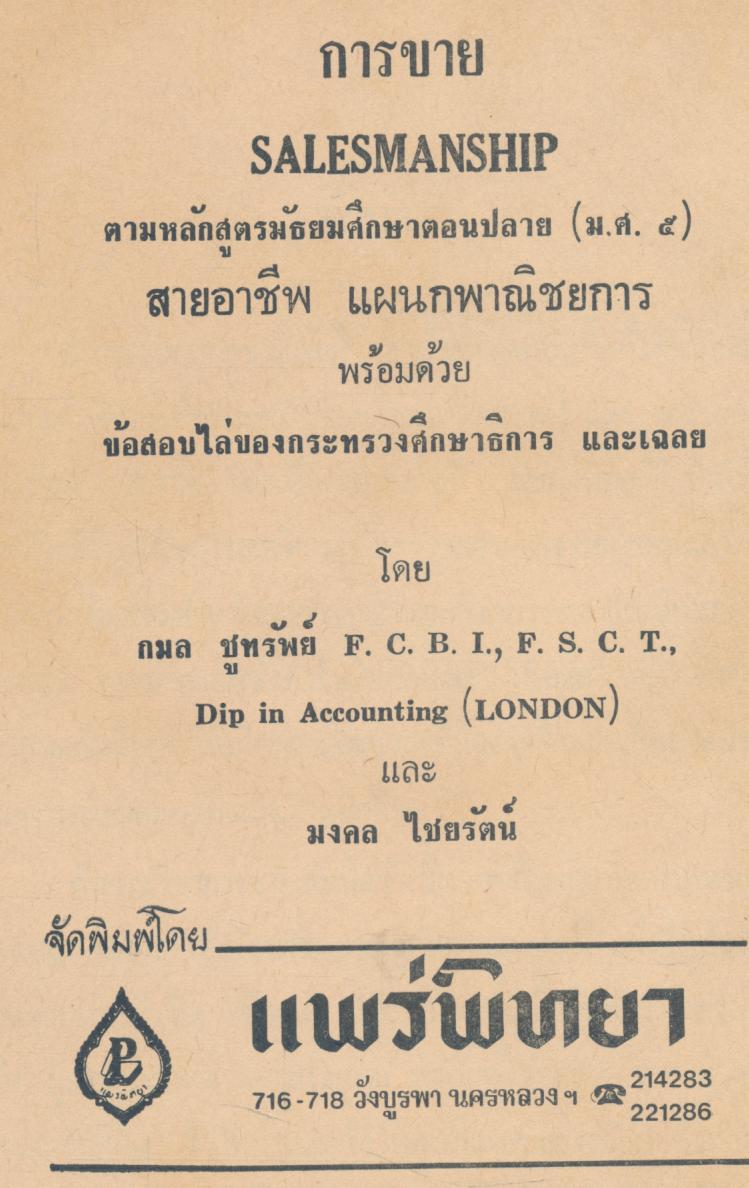 การขาย
SALESMANSHIP
ตามหลักสูตรมัธยมศึกษาตอนปลาย (ม.ศ. ๕)
สายอาชีพ แผนกพาณิชยการ
พร้อมด้วย
ข้อสอบไล่ของกระทรวงศึกษาธิการ และเฉลย
โดย
กมล ชูทรัพย์ F. C. B. I., F. S. C. T.,
Dip in Accounting (LONDON)
และ
มงคล ไชยรัตน์
จัดพิมพ์โดย
แพร่พิทยา
แพร่พิทยา
716-718 วังบูรพา นครหลวง ฯ ☎ 214283
221286